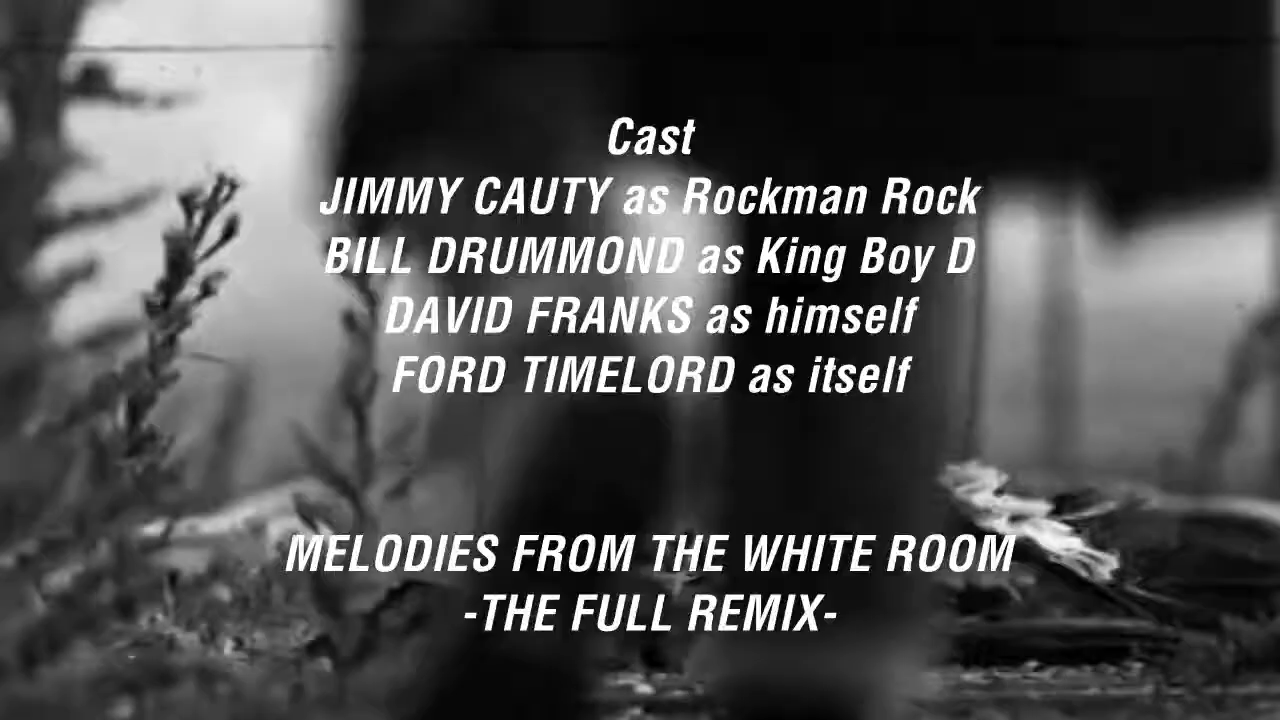 Cast
JIMMY CAUTY as Rockman Rock
BILL DRUMMOND as King Boy D
DAVID FRANKS as himself
FORD TIMELORD as itself
MELODIES FROM THE WHITE ROOM
-THE FULL REMIX-